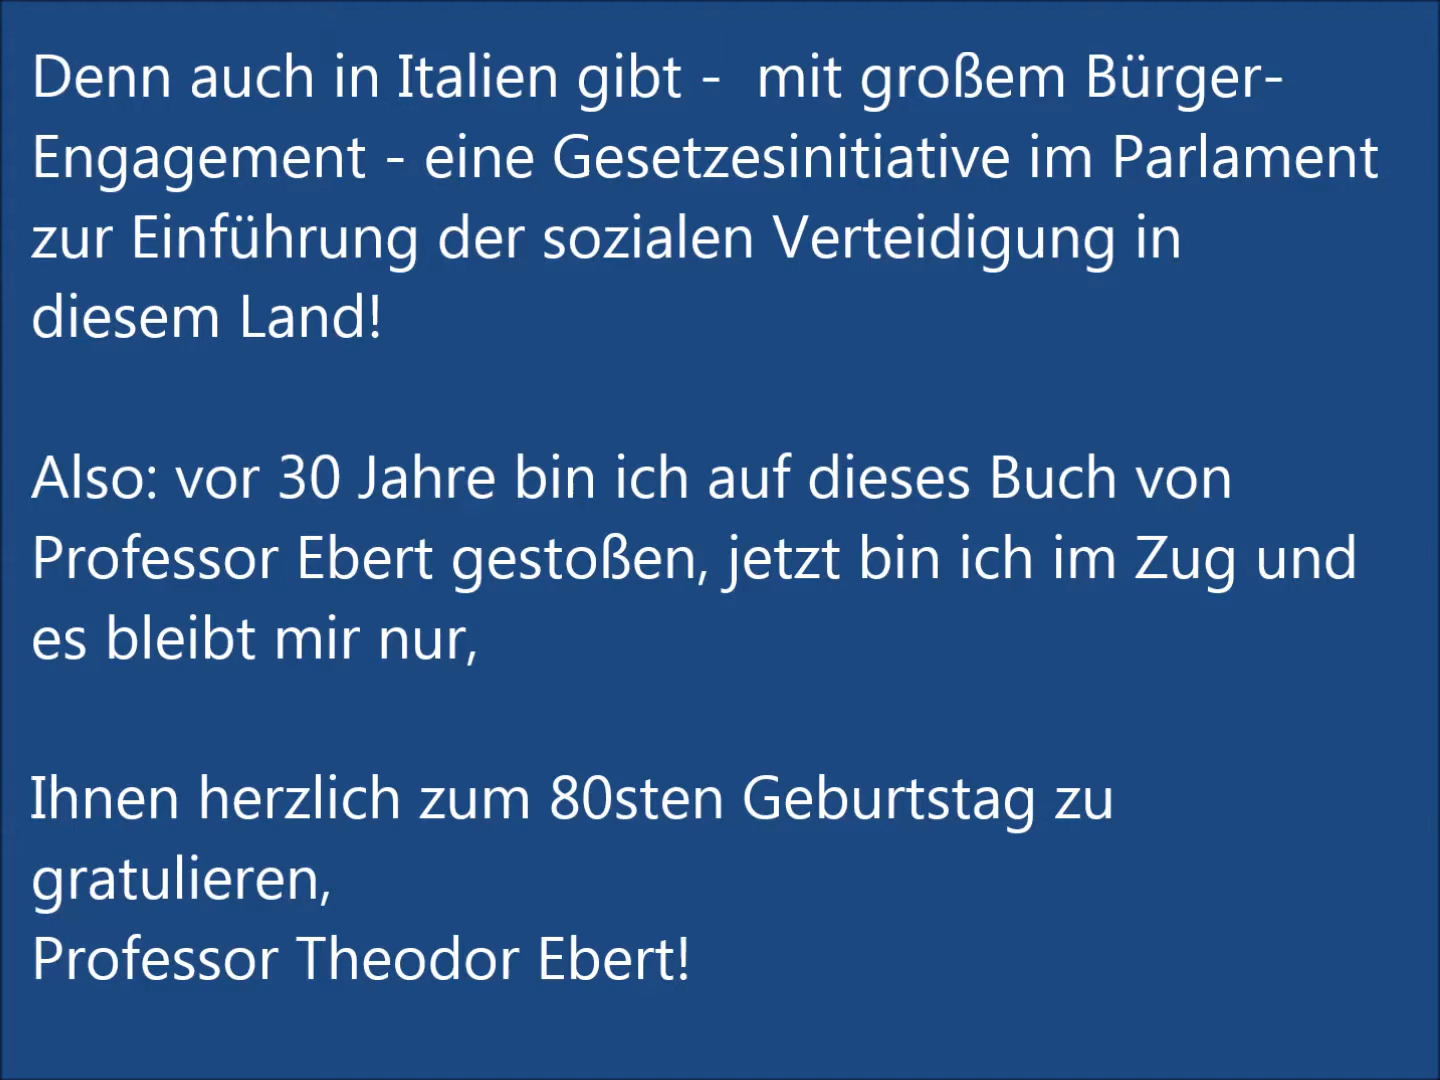 Denn auch in Italien gibt -  mit großem Bürger-
Engagement - eine Gesetzesinitiative im Parlament
zur Einführung der sozialen Verteidigung in
diesem Land!
Also: vor 30 Jahre bin ich auf dieses Buch von
Professor Ebert gestoßen, jetzt bin ich im Zug und
es bleibt mir nur,
Ihnen herzlich zum 80sten Geburtstag zu
gratulieren,
Professor Theodor Ebert!